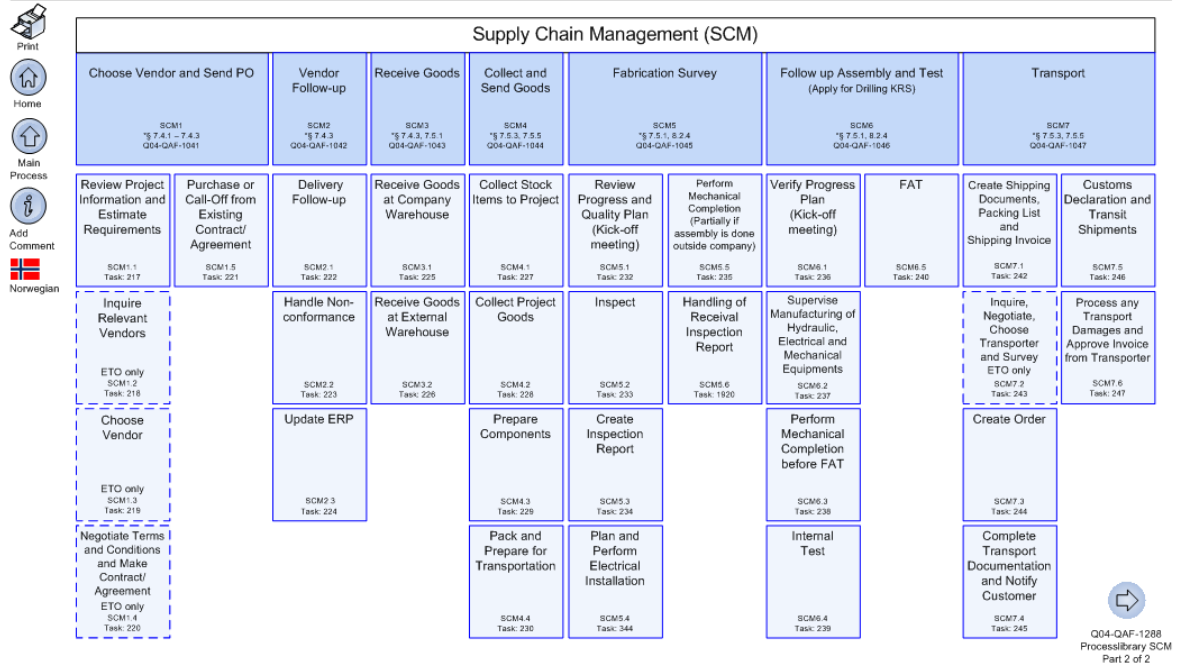 Print
Home
Main
Process
Add
Comment
Norwegian
Supply Chain Management (SCM)
Choose Vendor and Send PO
SCM1
*§ 7.4.1 – 7.4.3
Q04-QAF-1041
Vendor
Follow-up
SCM2
*§ 7.4.3
Q04-QAF-1042
Receive Goods
SCM3
*§ 7.4.3, 7.5.1
Q04-QAF-1043
Collect and
Send Goods
SCM4
*§ 7.5.3, 7.5.5
Q04-QAF-1044
Fabrication Survey
SCM5
*§ 7.5.1, 8.2.4
Q04-QAF-1045
Follow up Assembly and Test
(Apply for Drilling KRS)
SCM6
*§ 7.5.1, 8.2.4
Q04-QAF-1046
Transport
SCM7
*§ 7.5.3, 7.5.5
Q04-QAF-1047
Review Project
Information and
Estimate
Requirements
SCM1.1
Task: 217
Purchase or
Call-Off from
Existing
Contract/
Agreement
SCM1.5
Task: 221
Delivery
Follow-up
SCM2.1
Task: 222
Receive Goods
at Company
Warehouse
SCM3.1
Task: 225
Collect Stock
Items to Project
SCM4.1
Task: 227
Review
Progress and
Quality Plan
(Kick-off
meeting)
SCM5.1
Task: 232
Perform
Mechanical
Completion
(Partially if
assembly is done
outside company)
SCM5.5
Task: 235
Verify Progress
Plan
(Kick-off
meeting)
SCM6.1
Task: 236
FAT
SCM6.5
Task: 240
Create Shipping
Documents,
Packing List
and
Shipping Invoice
SCM7.1
Task: 242
Customs
Declaration and
Transit
Shipments
SCM7.5
Task: 246
Inquire
Relevant
Vendors
ETO only
SCM1.2
Task: 218
Handle Non-
conformance
SCM2.2
Task: 223
Receive Goods
at External
Warehouse
SCM3.2
Task: 226
Collect Project
Goods
SCM4.2
Task: 228
Inspect
SCM5.2
Task: 233
Handling of
Receival
Inspection
Report
SCM5.6
Task: 1920
Supervise
Manufacturing of
Hydraulic,
Electrical and
Mechanical
Equipments
SCM6.2
Task: 237
Inquire,
Negotiate,
Choose
Transporter
and Survey
ETO only
SCM7.2
Task: 243
Process any
Transport
Damages and
Approve Invoice
from Transporter
SCM7.6
Task: 247
Choose
Vendor
ETO only
SCM1.3
Task: 219
Update ERP
SCM2.3
Task: 224
Prepare
Components
SCM4.3
Task: 229
Create
Inspection
Report
SCM5.3
Task: 234
Perform
Mechanical
Completion
before FAT
SCM6.3
Task: 238
Create Order
SCM7.3
Task: 244
Negotiate Terms
and Conditions
and Make
Contract/
Agreement
ETO only
SCM1.4
Task: 220
Pack and
Prepare for
Transportation
SCM4.4
Task: 230
Plan and
Perform
Electrical
Installation
SCM5.4
Task: 344
Internal
Test
SCM6.4
Task: 239
Complete
Transport
Documentation
and Notify
Customer
SCM7.4
Task: 245
Q04-QAF-1288
Processlibrary SCM
Part 2 of 2